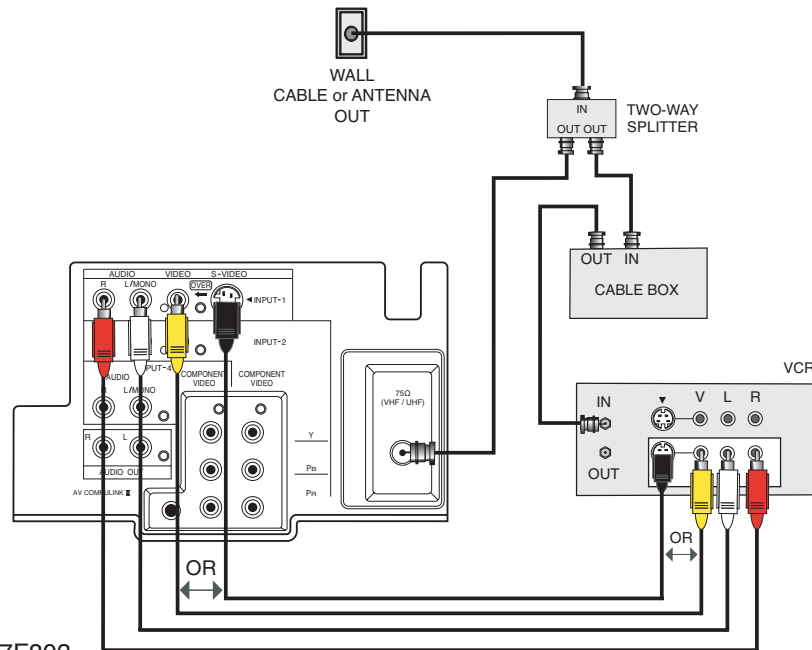 WALL
CABLE or ANTENNA
OUT
IN
OUT OUT
TWO-WAY
SPLITTER
OUT IN
CABLE BOX
AUDIO VIDEO S-VIDEO
R L/MONO OVER
INPUT-1
INPUT-2
AUDIO
L/MONO
COMPONENT
VIDEO
COMPONENT
VIDEO
75Ω
(VHF / UHF)
R L
AUDIO OUT
AV COMPULINK II
Y
PB
PR
VCR
IN V L R
OUT
OR
OR